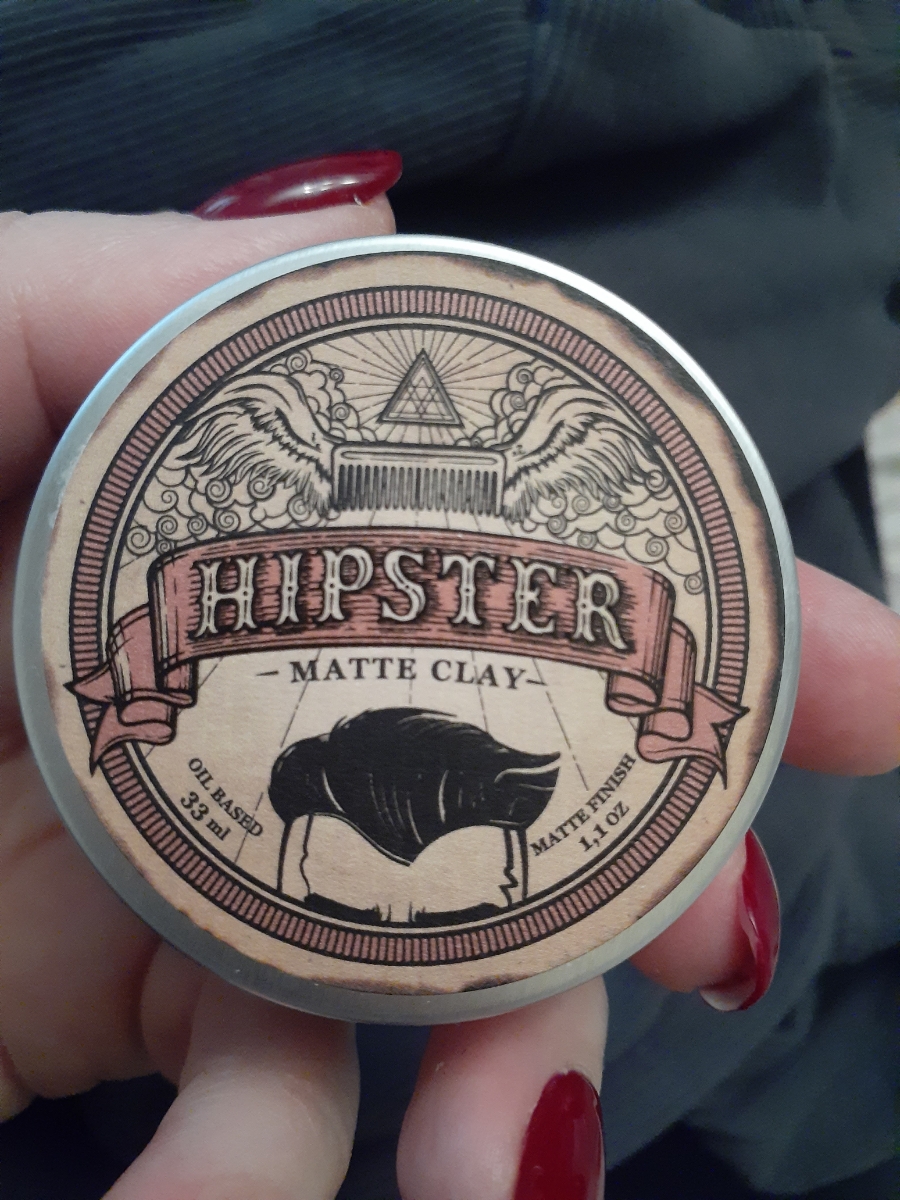 HIPSTER
– MATTE CLAY –
OIL BASED
33 ml
MATTE FINISH
1,1 OZ